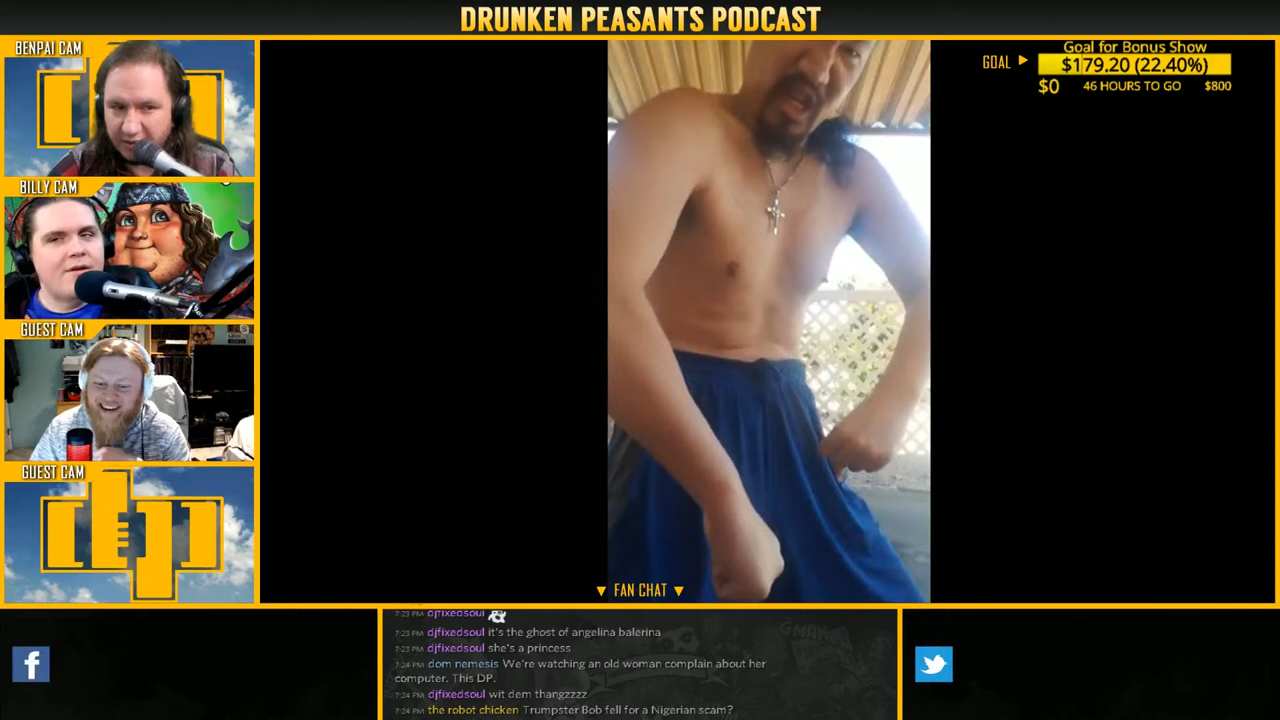 DRUNKEN PEASANTS PODCAST
BENPAI CAM
BILLY CAM
GUEST CAM
GUEST CAM
Goal for Bonus Show
GOAL
$179.20 (22.40%)
$0 46 HOURS TO GO $800
▼ FAN CHAT ▼
7:23 PM djfixedsoul
7:23 PM djfixedsoul it's the ghost of angelina balerina
7:23 PM djfixedsoul she's a princess
7:24 PM dom nemesis We're watching an old woman complain about her
computer. This DP.
7:24 PM djfixedsoul wit dem thangzzzz
7:24 PM the robot chicken Trumpster Bob fell for a Nigerian scam?